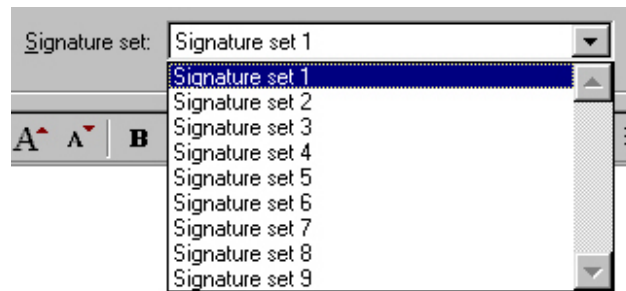 Signature set: Signature set 1
Signature set 1
Signature set 2
Signature set 3
Signature set 4
A A B Signature set 5
Signature set 6
Signature set 7
Signature set 8
Signature set 9